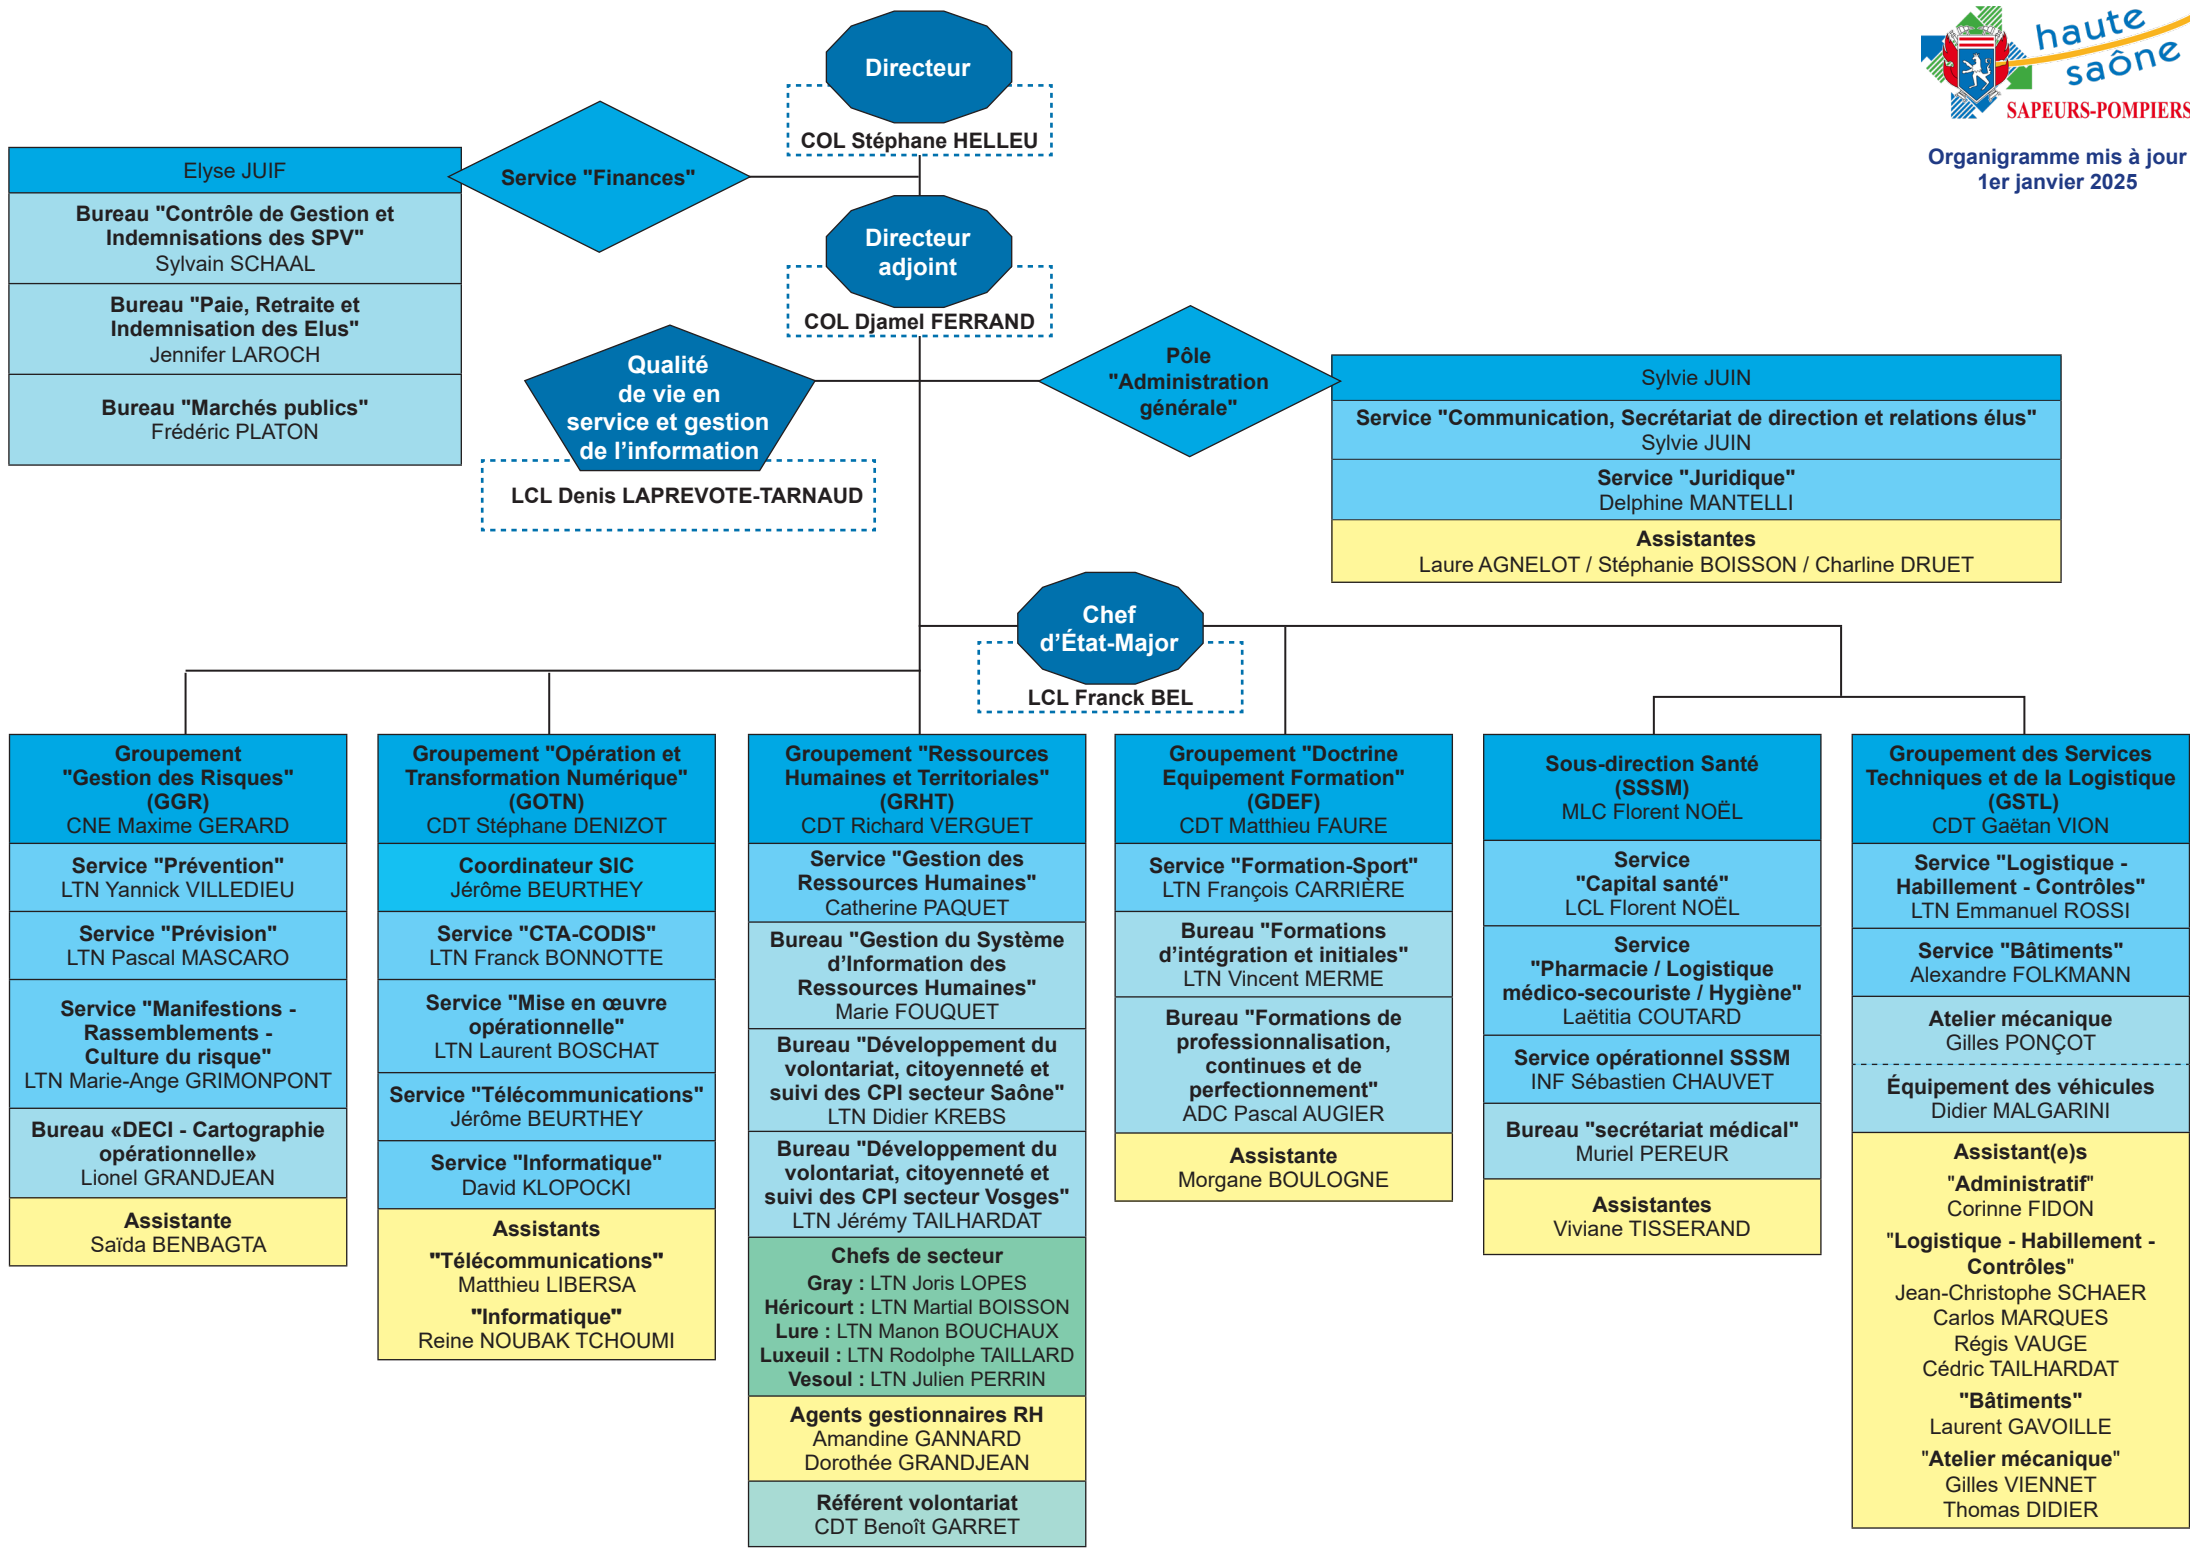 haute
saône
SAPEURS-POMPIERS
Organigramme mis à jour
1er janvier 2025
Directeur
COL Stéphane HELLEU
Service "Finances"
Elyse JUIF
Bureau "Contrôle de Gestion et
Indemnisations des SPV"
Sylvain SCHAAL
Bureau "Paie, Retraite et
Indemnisation des Elus"
Jennifer LAROCH
Bureau "Marchés publics"
Frédéric PLATON
Directeur
adjoint
COL Djamel FERRAND
Qualité
de vie en
service et gestion
de l’information
LCL Denis LAPREVOTE-TARNAUD
Pôle
"Administration
générale"
Sylvie JUIN
Service "Communication, Secrétariat de direction et relations élus"
Sylvie JUIN
Service "Juridique"
Delphine MANTELLI
Assistantes
Laure AGNELOT / Stéphanie BOISSON / Charline DRUET
Chef
d’État-Major
LCL Franck BEL
Groupement
"Gestion des Risques"
(GGR)
CNE Maxime GERARD
Service "Prévention"
LTN Yannick VILLEDIEU
Service "Prévision"
LTN Pascal MASCARO
Service "Manifestions -
Rassemblements -
Culture du risque"
LTN Marie-Ange GRIMONPONT
Bureau «DECI - Cartographie
opérationnelle»
Lionel GRANDJEAN
Assistante
Saïda BENBAGTA
Groupement "Opération et
Transformation Numérique"
(GOTN)
CDT Stéphane DENIZOT
Coordinateur SIC
Jérôme BEURTHEY
Service "CTA-CODIS"
LTN Franck BONNOTTE
Service "Mise en œuvre
opérationnelle"
LTN Laurent BOSCHAT
Service "Télécommunications"
Jérôme BEURTHEY
Service "Informatique"
David KLOPOCKI
Assistants
"Télécommunications"
Matthieu LIBERSA
"Informatique"
Reine NOUBAK TCHOUMI
Groupement "Ressources
Humaines et Territoriales"
(GRHT)
CDT Richard VERGUET
Service "Gestion des
Ressources Humaines"
Catherine PAQUET
Bureau "Gestion du Système
d’Information des
Ressources Humaines"
Marie FOUQUET
Bureau "Développement du
volontariat, citoyenneté et
suivi des CPI secteur Saône"
LTN Didier KREBS
Bureau "Développement du
volontariat, citoyenneté et
suivi des CPI secteur Vosges"
LTN Jérémy TAILHARDAT
Chefs de secteur
Gray : LTN Joris LOPES
Héricourt : LTN Martial BOISSON
Lure : LTN Manon BOUCHAUX
Luxeuil : LTN Rodolphe TAILLARD
Vesoul : LTN Julien PERRIN
Agents gestionnaires RH
Amandine GANNARD
Dorothée GRANDJEAN
Référent volontariat
CDT Benoît GARRET
Groupement "Doctrine
Equipement Formation"
(GDEF)
CDT Matthieu FAURE
Service "Formation-Sport"
LTN François CARRIÈRE
Bureau "Formations
d’intégration et initiales"
LTN Vincent MERME
Bureau "Formations de
professionnalisation,
continues et de
perfectionnement"
ADC Pascal AUGIER
Assistante
Morgane BOULOGNE
Sous-direction Santé
(SSSM)
MLC Florent NOËL
Service
"Capital santé"
LCL Florent NOËL
Service
"Pharmacie / Logistique
médico-secouriste / Hygiène"
Laëtitia COUTARD
Service opérationnel SSSM
INF Sébastien CHAUVET
Bureau "secrétariat médical"
Muriel PEREUR
Assistantes
Viviane TISSERAND
Groupement des Services
Techniques et de la Logistique
(GSTL)
CDT Gaëtan VION
Service "Logistique -
Habillement - Contrôles"
LTN Emmanuel ROSSI
Service "Bâtiments"
Alexandre FOLKMANN
Atelier mécanique
Gilles PONÇOT
Équipement des véhicules
Didier MALGARINI
Assistant(e)s
"Administratif"
Corinne FIDON
"Logistique - Habillement -
Contrôles"
Jean-Christophe SCHAER
Carlos MARQUES
Régis VAUGE
Cédric TAILHARDAT
"Bâtiments"
Laurent GAVOILLE
"Atelier mécanique"
Gilles VIENNET
Thomas DIDIER